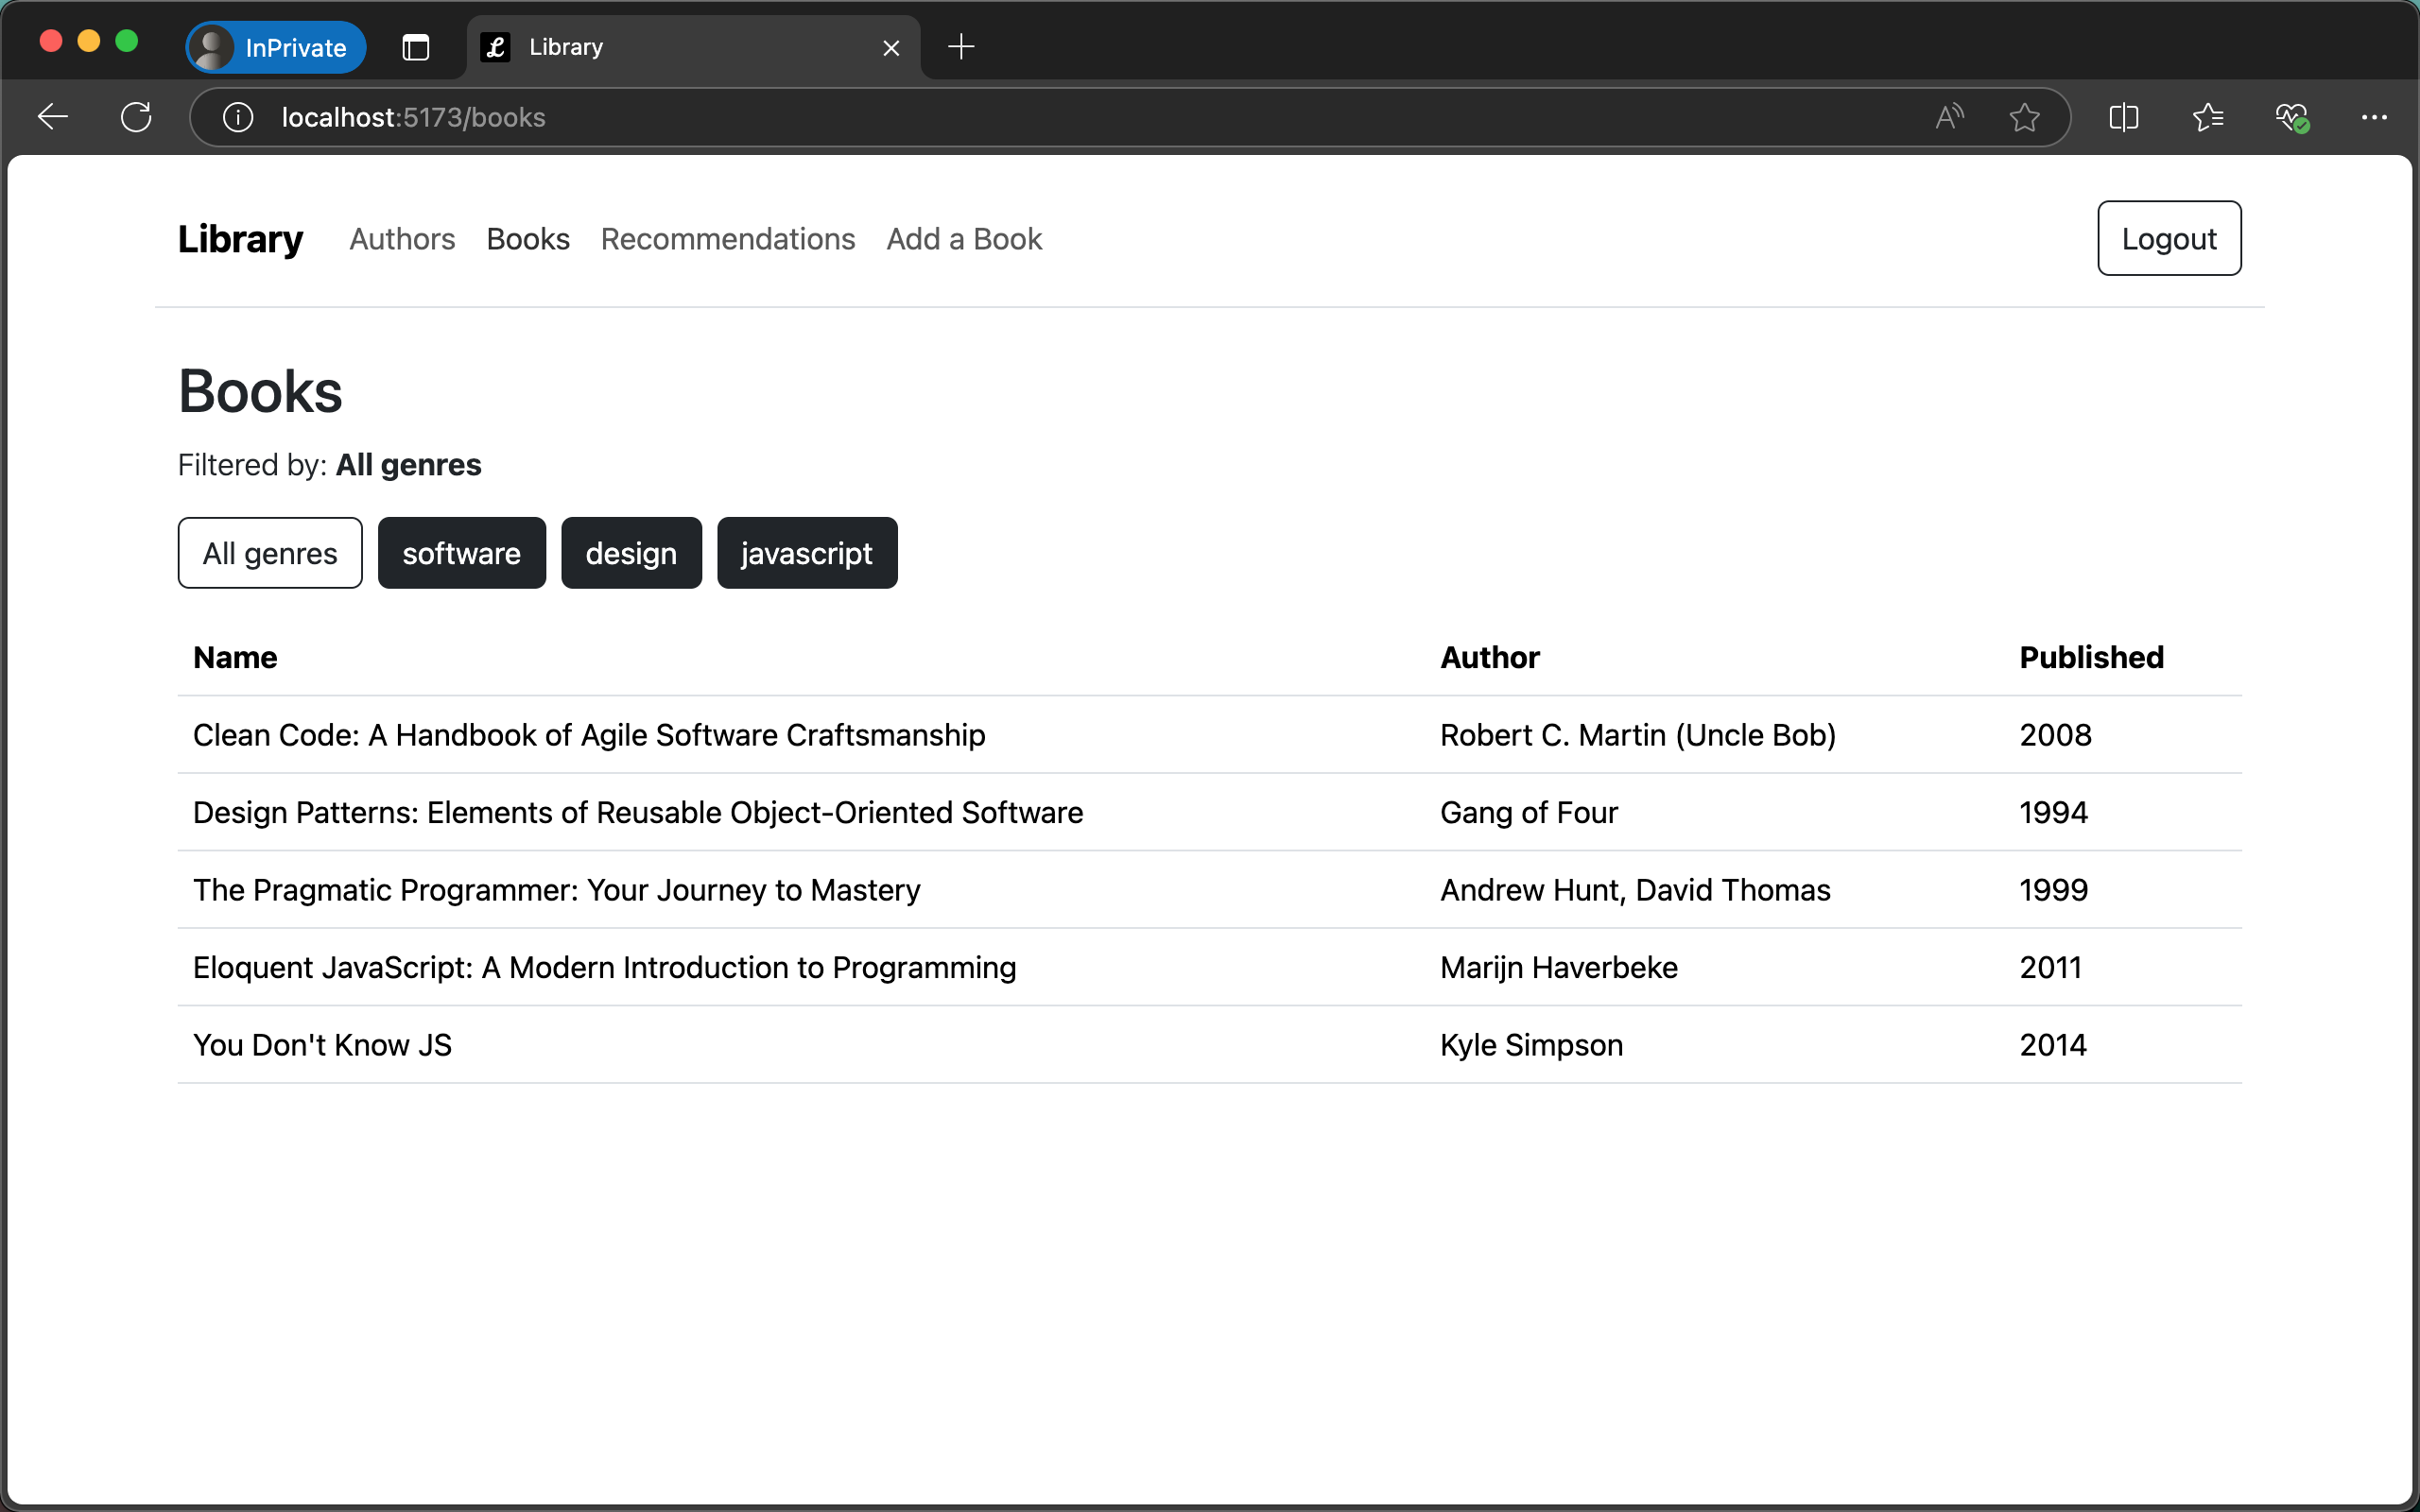 InPrivate Library
localhost:5173/books
Library Authors Books Recommendations Add a Book Logout
Books
Filtered by: All genres
All genres software design javascript
Name Author Published
Clean Code: A Handbook of Agile Software Craftsmanship Robert C. Martin (Uncle Bob) 2008
Design Patterns: Elements of Reusable Object-Oriented Software Gang of Four 1994
The Pragmatic Programmer: Your Journey to Mastery Andrew Hunt, David Thomas 1999
Eloquent JavaScript: A Modern Introduction to Programming Marijn Haverbeke 2011
You Don't Know JS Kyle Simpson 2014